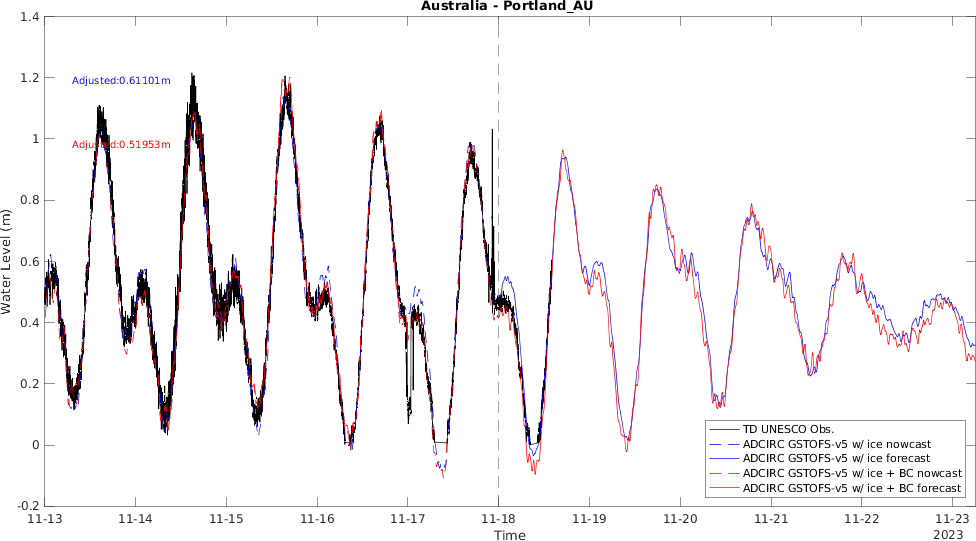 Australia - Portland_AU
1.4
1.2
1
0.8
0.6
0.4
0.2
0
-0.2
Water Level (m)
Adjusted:0.61101m
Adjusted:0.51953m
TD UNESCO Obs.
ADCIRC GSTOFS-v5 w/ ice nowcast
ADCIRC GSTOFS-v5 w/ ice forecast
ADCIRC GSTOFS-v5 w/ ice + BC nowcast
ADCIRC GSTOFS-v5 w/ ice + BC forecast
11-13 11-14 11-15 11-16 11-17 11-18 11-19 11-20 11-21 11-22 11-23
Time
2023